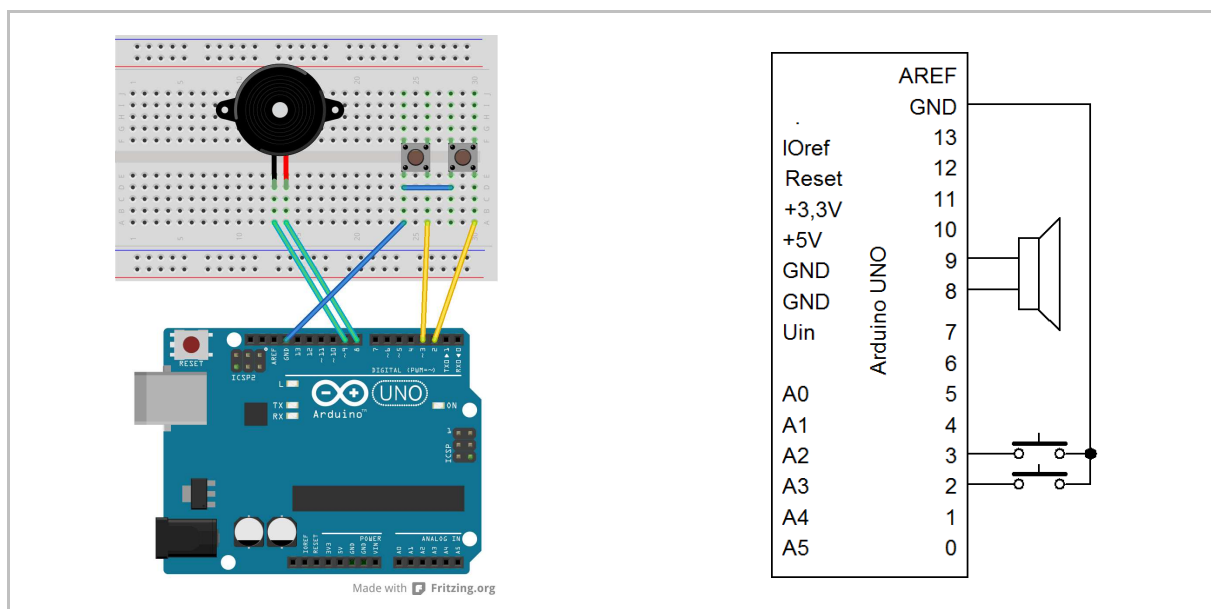 RESET
ICSP2
AREF
GND
13
12
~11
~10
~9
8
7
~6
~5
4
~3
2
TX0▶1
RX0◀0
DIGITAL (PWM=~)
L
TX
RX
Arduino™
UNO
ON
1
ICSP
IOREF
RESET
3V3
5V
GND
GND
VIN
POWER
A0
A1
A2
A3
A4
A5
ANALOG IN
Made with Fritzing.org
AREF
GND
13
IOref
12
Reset
11
+3,3V
10
+5V
9
GND
8
GND
7
Uin
6
Arduino UNO
A0
5
A1
4
A2
3
A3
2
A4
1
A5
0